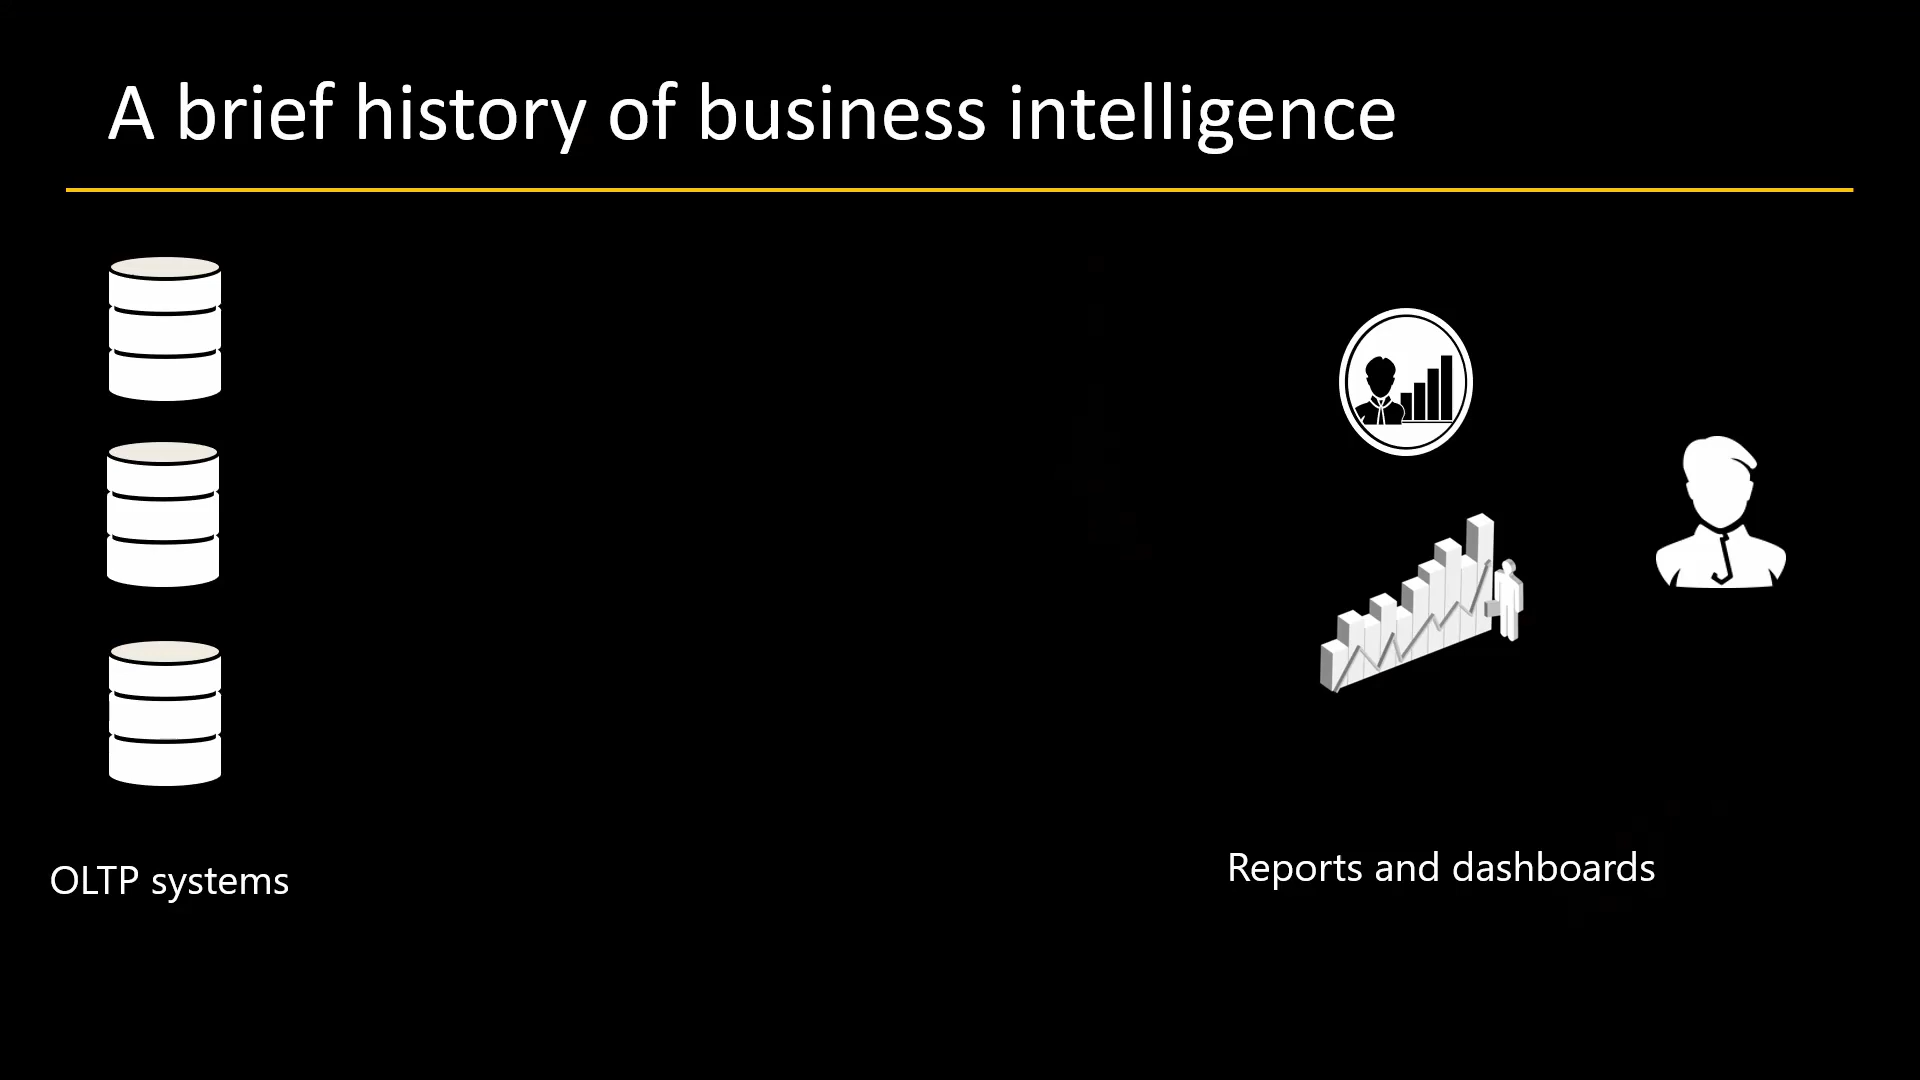 A brief history of business intelligence
OLTP systems
Reports and dashboards